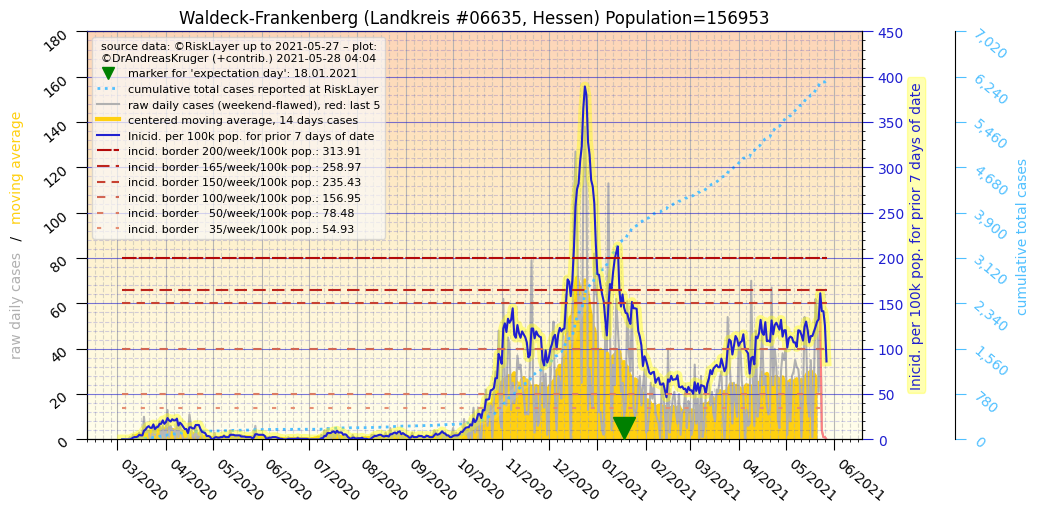 Waldeck-Frankenberg (Landkreis #06635, Hessen) Population=156953
source data: ©RiskLayer up to 2021-05-27 – plot:
©DrAndreasKruger (+contrib.) 2021-05-28 04:04
marker for 'expectation day': 18.01.2021
cumulative total cases reported at RiskLayer
raw daily cases (weekend-flawed), red: last 5
centered moving average, 14 days cases
Inicid. per 100k pop. for prior 7 days of date
incid. border 200/week/100k pop.: 313.91
incid. border 165/week/100k pop.: 258.97
incid. border 150/week/100k pop.: 235.43
incid. border 100/week/100k pop.: 156.95
incid. border   50/week/100k pop.: 78.48
incid. border   35/week/100k pop.: 54.93
raw daily cases / moving average
180
160
140
120
100
80
60
40
20
0
03/2020
04/2020
05/2020
06/2020
07/2020
08/2020
09/2020
10/2020
11/2020
12/2020
01/2021
02/2021
03/2021
04/2021
05/2021
06/2021
450
400
350
300
250
200
150
100
50
0
Inicid. per 100k pop. for prior 7 days of date
7,020
6,240
5,460
4,680
3,900
3,120
2,340
1,560
780
0
cumulative total cases